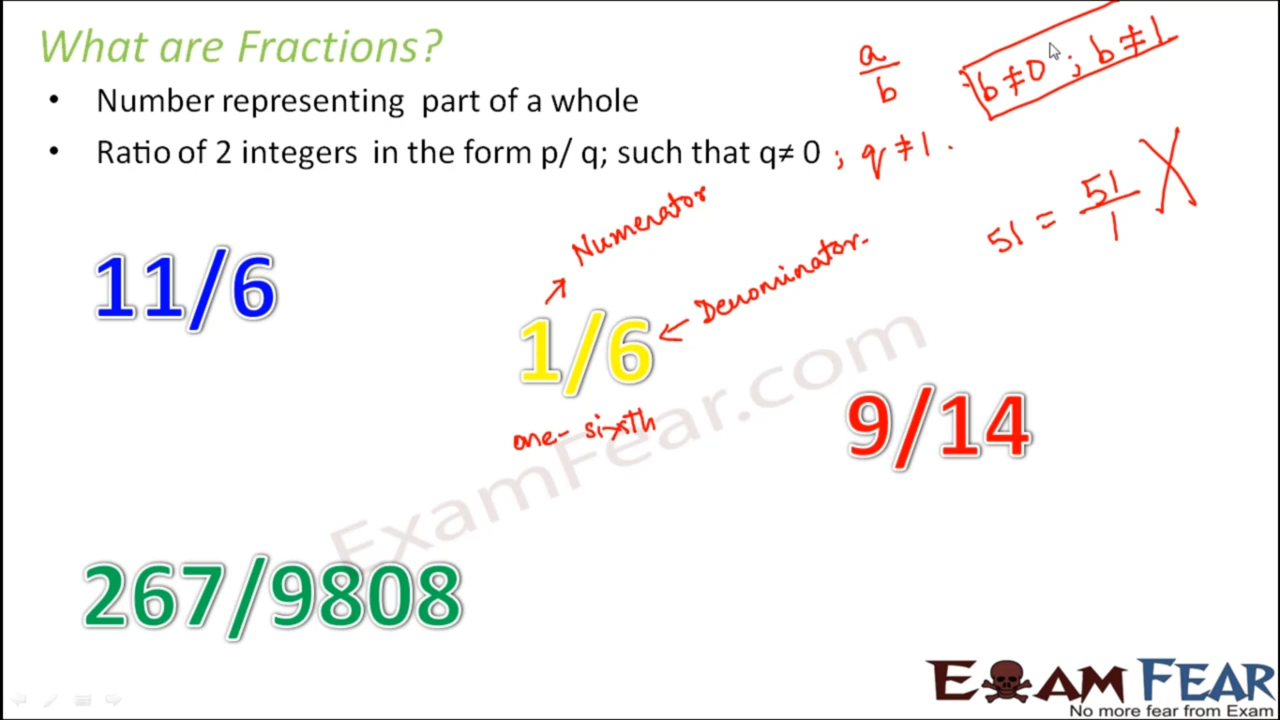 What are Fractions?
a/b
b≠0 ; b≠1
• Number representing part of a whole
• Ratio of 2 integers in the form p/ q; such that q≠ 0 ; q≠1.
51 = 51/1 X
Numerator
Denominator
11/6
1/6
one-sixth
9/14
ExamFear.com
267/9808
EXAM FEAR
No more fear from Exam